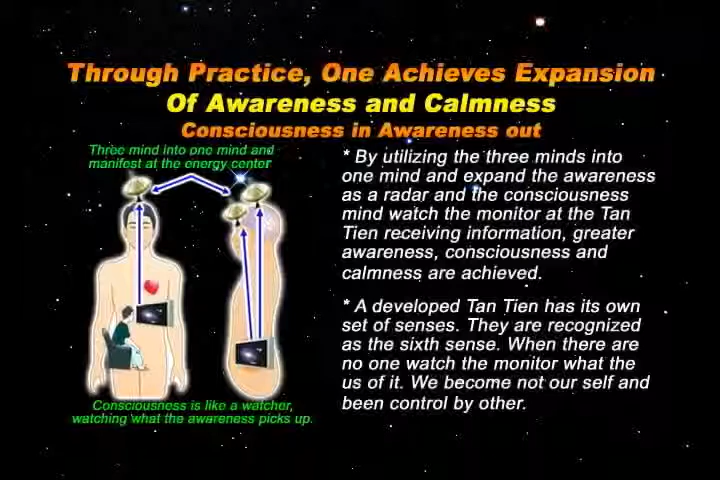 Through Practice, One Achieves Expansion
Of Awareness and Calmness
Consciousness in Awareness out
Three mind into one mind and
manifest at the energy center
* By utilizing the three minds into
one mind and expand the awareness
as a radar and the consciousness
mind watch the monitor at the Tan
Tien receiving information, greater
awareness, consciousness and
calmness are achieved.
* A developed Tan Tien has its own
set of senses. They are recognized
as the sixth sense. When there are
no one watch the monitor what the
us of it. We become not our self and
been control by other.
Consciousness is like a watcher,
watching what the awareness picks up.